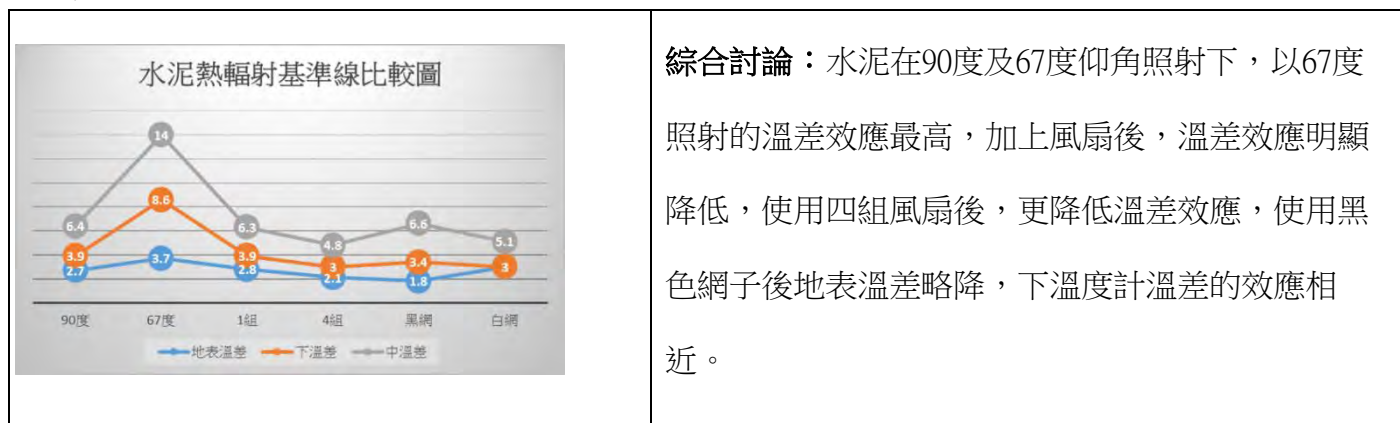 水泥熱輻射基準線比較圖
14
8.6
6.4
6.3
6.6
4.8
5.1
3.9
3.9
3.7
3.4
3
3
2.7
2.8
2.1
1.8
90度 67度 1組 4組 黑網 白網
地表溫差 下溫差 中溫差
綜合討論：水泥在90度及67度仰角照射下，以67度
照射的溫差效應最高，加上風扇後，溫差效應明顯
降低，使用四組風扇後，更降低溫差效應，使用黑
色網子後地表溫差略降，下溫度計溫差的效應相
近。